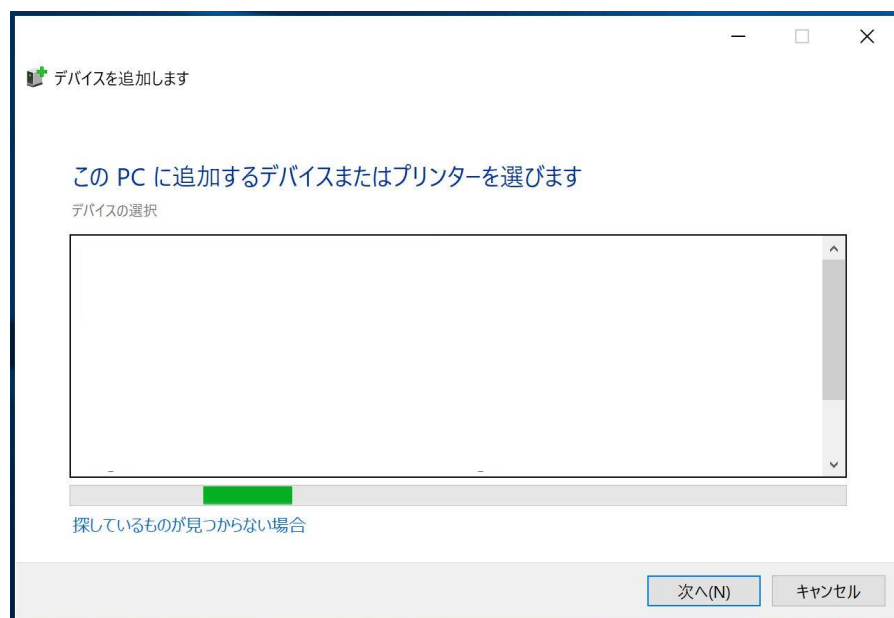 デバイスを追加します
この PC に追加するデバイスまたはプリンターを選びます
デバイスの選択
探しているものが見つからない場合
次へ(N)
キャンセル